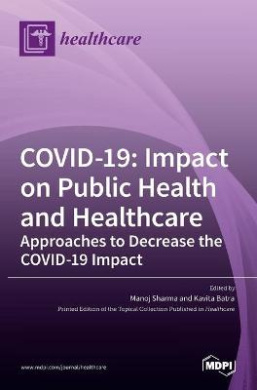 healthcare
COVID-19: Impact
on Public Health
and Healthcare
Approaches to Decrease the
COVID-19 Impact
Edited by
Manoj Sharma and Kavita Batra
Printed Edition of the Topical Collection Published in Healthcare
www.mdpi.com/journal/healthcare
MDPI